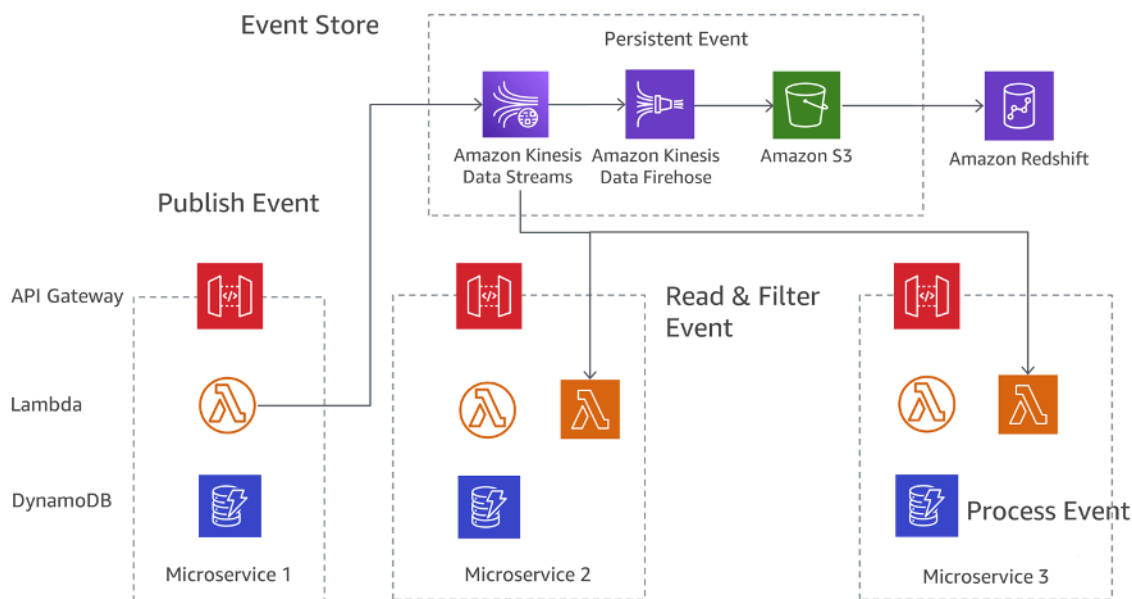 Event Store
Persistent Event
Amazon Kinesis
Data Streams
Amazon Kinesis
Data Firehose
Amazon S3
Amazon Redshift
Publish Event
API Gateway
Read & Filter
Event
Lambda
DynamoDB
Process Event
Microservice 1
Microservice 2
Microservice 3